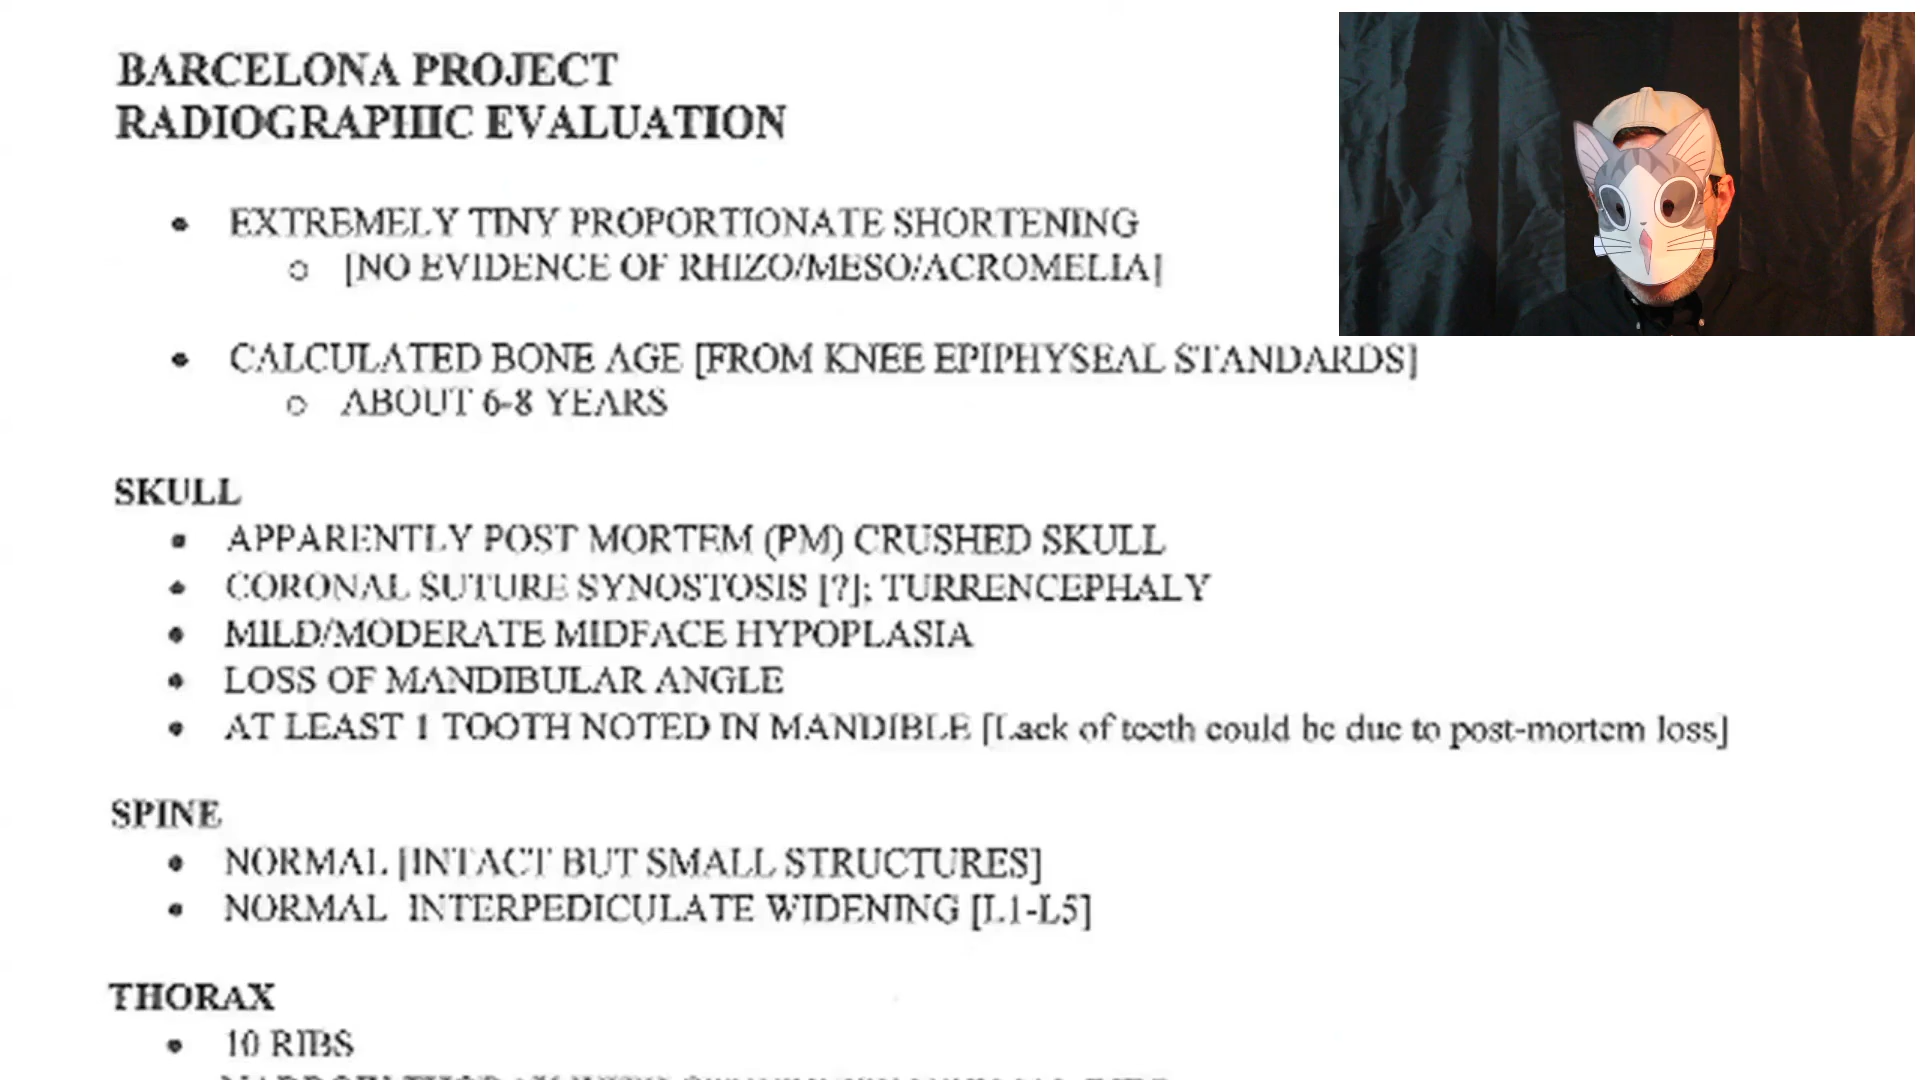 BARCELONA PROJECT
RADIOGRAPHIC EVALUATION
• EXTREMELY TINY PROPORTIONATE SHORTENING
o [NO EVIDENCE OF RHIZO/MESO/ACROMELIA]
• CALCULATED BONE AGE [FROM KNEE EPIPHYSEAL STANDARDS]
o ABOUT 6-8 YEARS
SKULL
• APPARENTLY POST MORTEM (PM) CRUSHED SKULL
• CORONAL SUTURE SYNOSTOSIS [?]; TURRENCEPHALY
• MILD/MODERATE MIDFACE HYPOPLASIA
• LOSS OF MANDIBULAR ANGLE
• AT LEAST 1 TOOTH NOTED IN MANDIBLE [Lack of teeth could be due to post-mortem loss]
SPINE
• NORMAL [INTACT BUT SMALL STRUCTURES]
• NORMAL INTERPEDICULATE WIDENING [L1-L5]
THORAX
• 10 RIBS